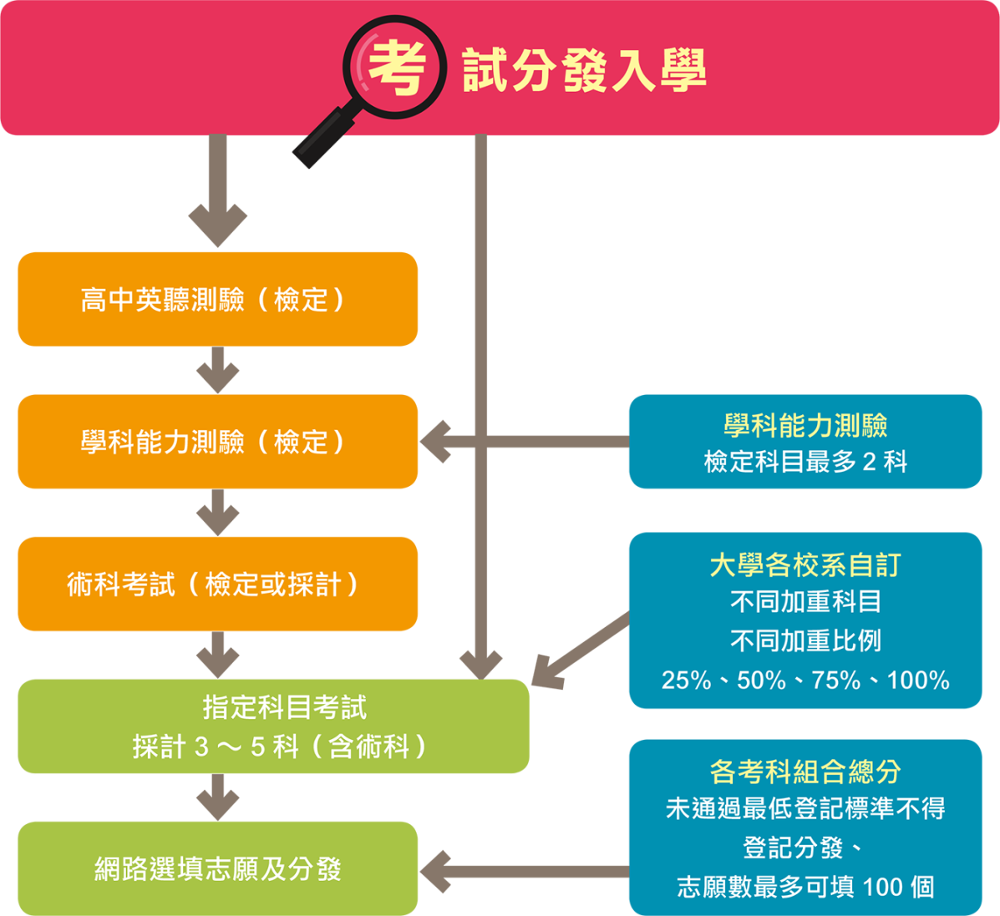 考試分發入學
高中英聽測驗（檢定）
學科能力測驗（檢定）
學科能力測驗
檢定科目最多 2 科
術科考試（檢定或採計）
大學各校系自訂
不同加重科目
不同加重比例
25%、50%、75%、100%
指定科目考試
採計 3 ～ 5 科（含術科）
網路選填志願及分發
各考科組合總分
未通過最低登記標準不得
登記分發、
志願數最多可填 100 個